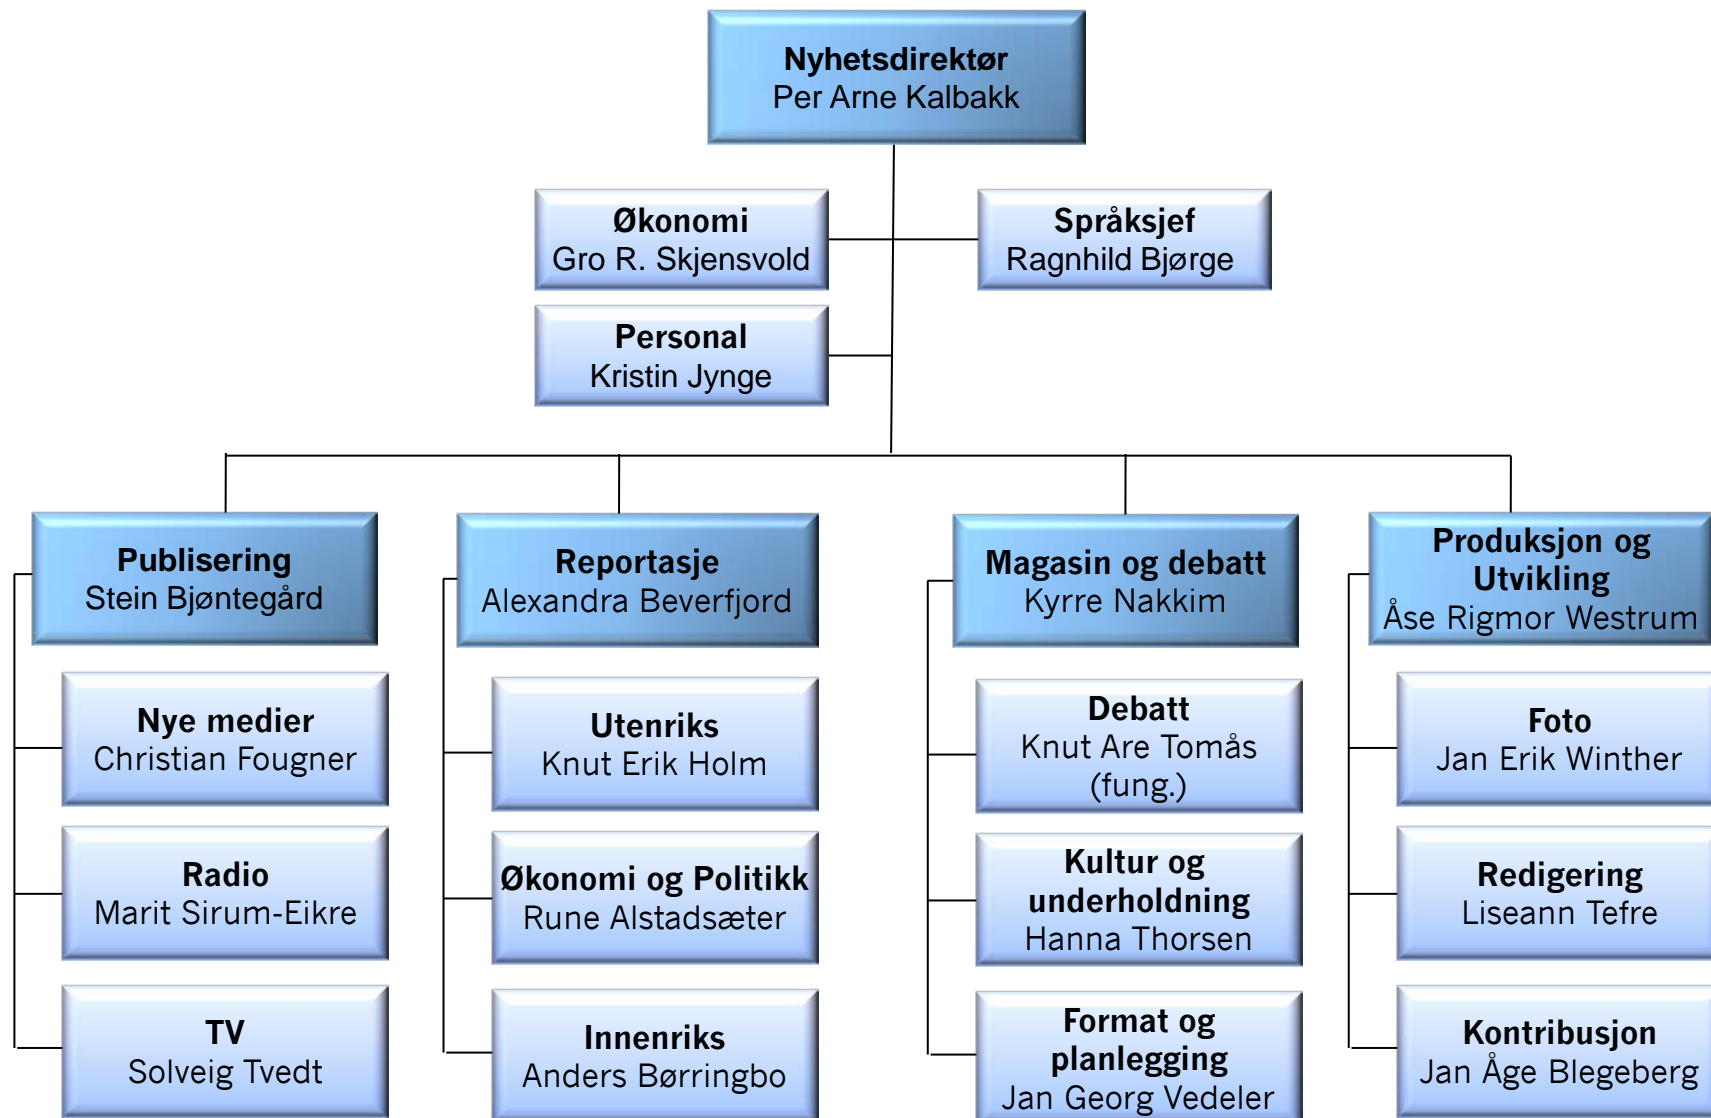 Nyhetsdirektør
Per Arne Kalbakk
Økonomi
Gro R. Skjensvold
Språksjef
Ragnhild Bjørge
Personal
Kristin Jynge
Publisering
Stein Bjøntegård
Nye medier
Christian Fougner
Radio
Marit Sirum-Eikre
TV
Solveig Tvedt
Reportasje
Alexandra Beverfjord
Utenriks
Knut Erik Holm
Økonomi og Politikk
Rune Alstadsæter
Innenriks
Anders Børringbo
Magasin og debatt
Kyrre Nakkim
Debatt
Knut Are Tomås
(fung.)
Kultur og
underholdning
Hanna Thorsen
Format og
planlegging
Jan Georg Vedeler
Produksjon og
Utvikling
Åse Rigmor Westrum
Foto
Jan Erik Winther
Redigering
Liseann Tefre
Kontribusjon
Jan Åge Blegeberg